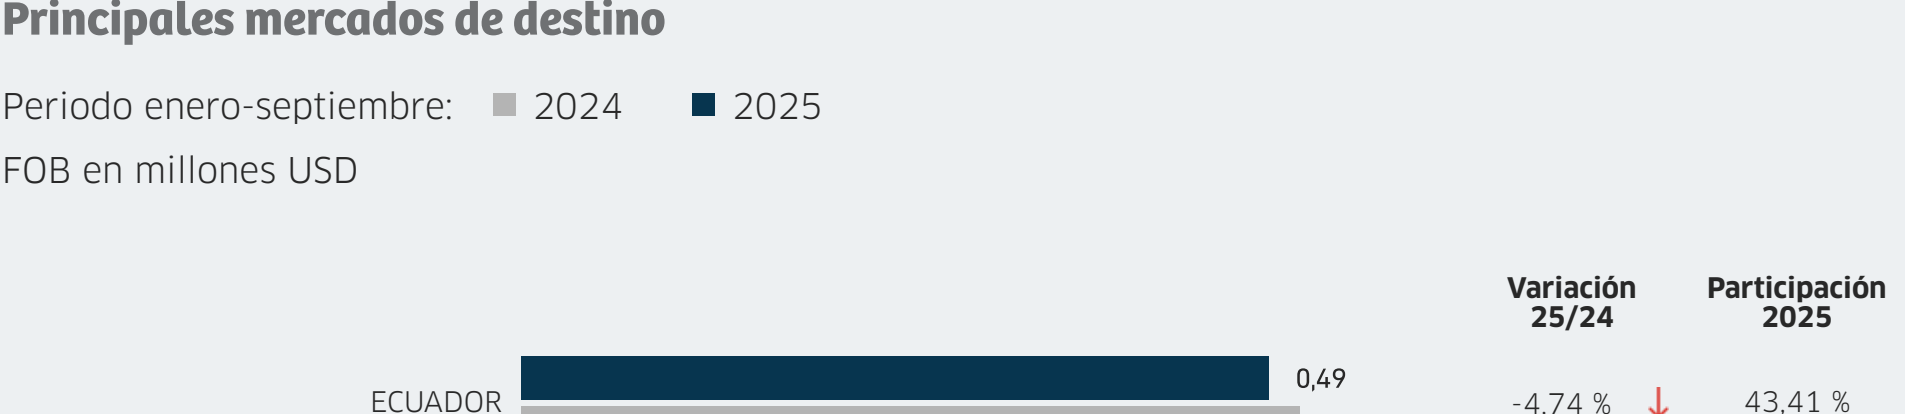 Principales mercados de destino
Periodo enero-septiembre: 2024 2025
FOB en millones USD
Variación 25/24
Participación 2025
0,49
ECUADOR -4,74 % 43,41 %